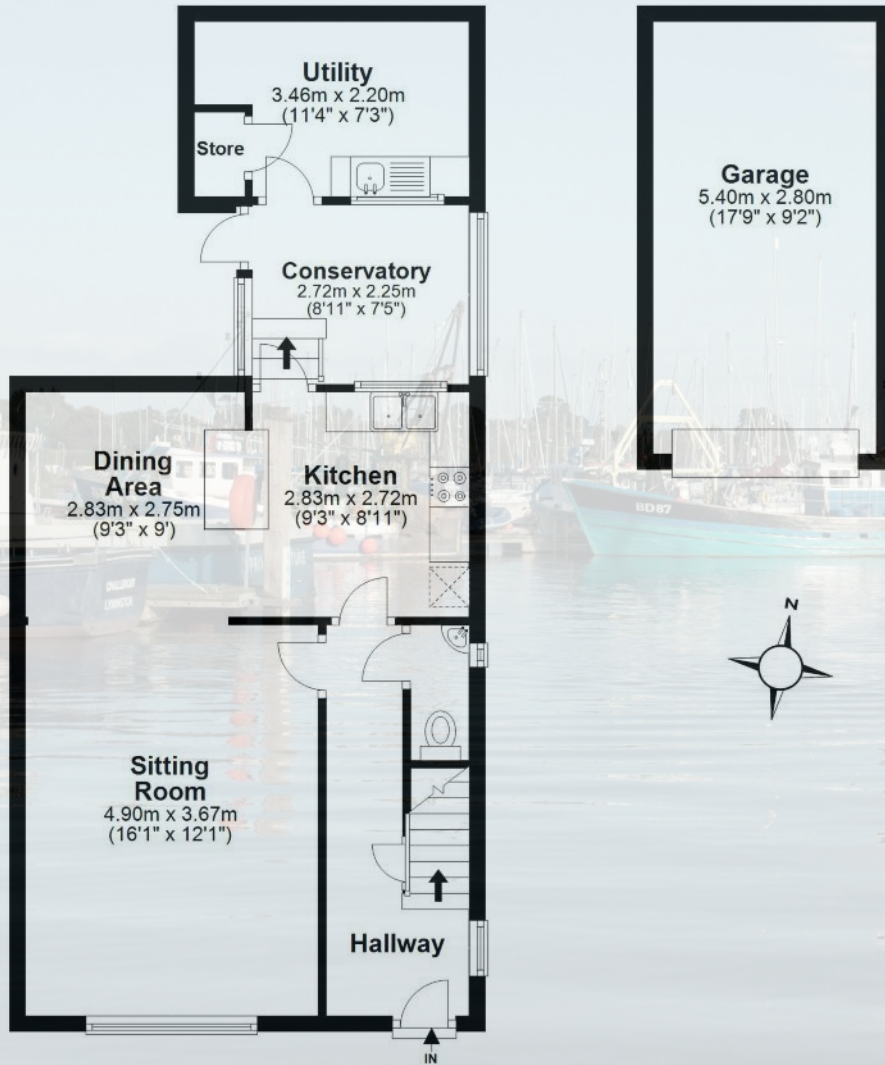 Utility
3.46m x 2.20m
(11'4" x 7'3")
Store
Garage
5.40m x 2.80m
(17'9" x 9'2")
Conservatory
2.72m x 2.25m
(8'11" x 7'5")
Dining
Area
2.83m x 2.75m
(9'3" x 9')
Kitchen
2.83m x 2.72m
(9'3" x 8'11")
BD87
CHALLENGER
LYMINGTON
N
Sitting
Room
4.90m x 3.67m
(16'1" x 12'1")
Hallway
IN